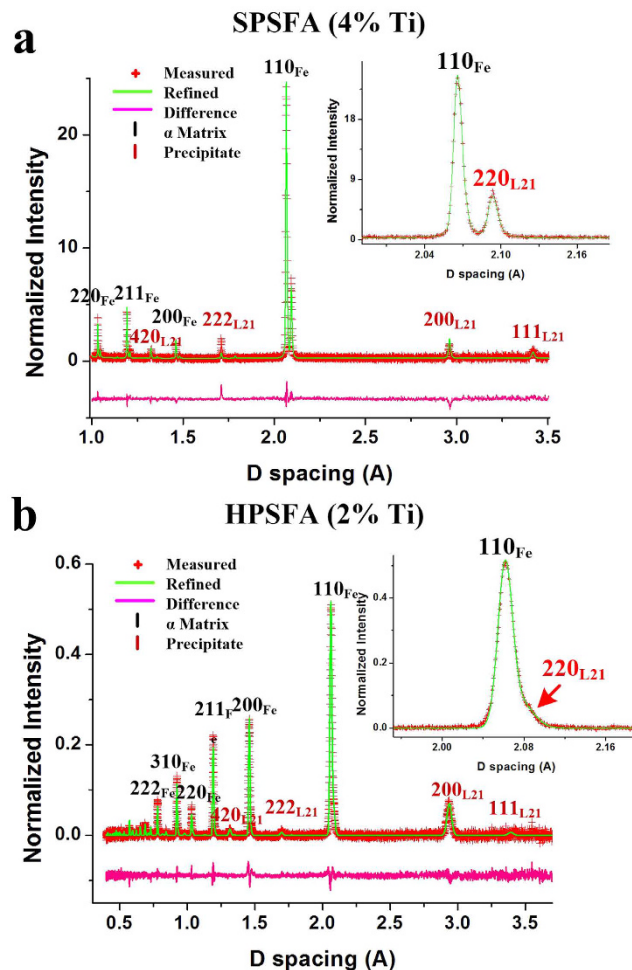 SPSFA (4% Ti)
a
Measured
Refined
Difference
α Matrix
Precipitate
110Fe
Normalized Intensity
20
10
0
220Fe
211Fe
420L21
200Fe
222L21
200L21
111L21
1.0 1.5 2.0 2.5 3.0 3.5
D spacing (A)
110Fe
220L21
Normalized Intensity
18
9
0
2.04 2.10 2.16
D spacing (A)
HPSFA (2% Ti)
b
Measured
Refined
Difference
α Matrix
Precipitate
110Fe
Normalized Intensity
0.6
0.4
0.2
0.0
222Fe
310Fe
220Fe
211F
e
420L21
200Fe
222L21
200L21
111L21
0.5 1.0 1.5 2.0 2.5 3.0 3.5
D spacing (A)
110Fe
220L21
Normalized Intensity
0.4
0.2
0.0
2.00 2.08 2.16
D spacing (A)